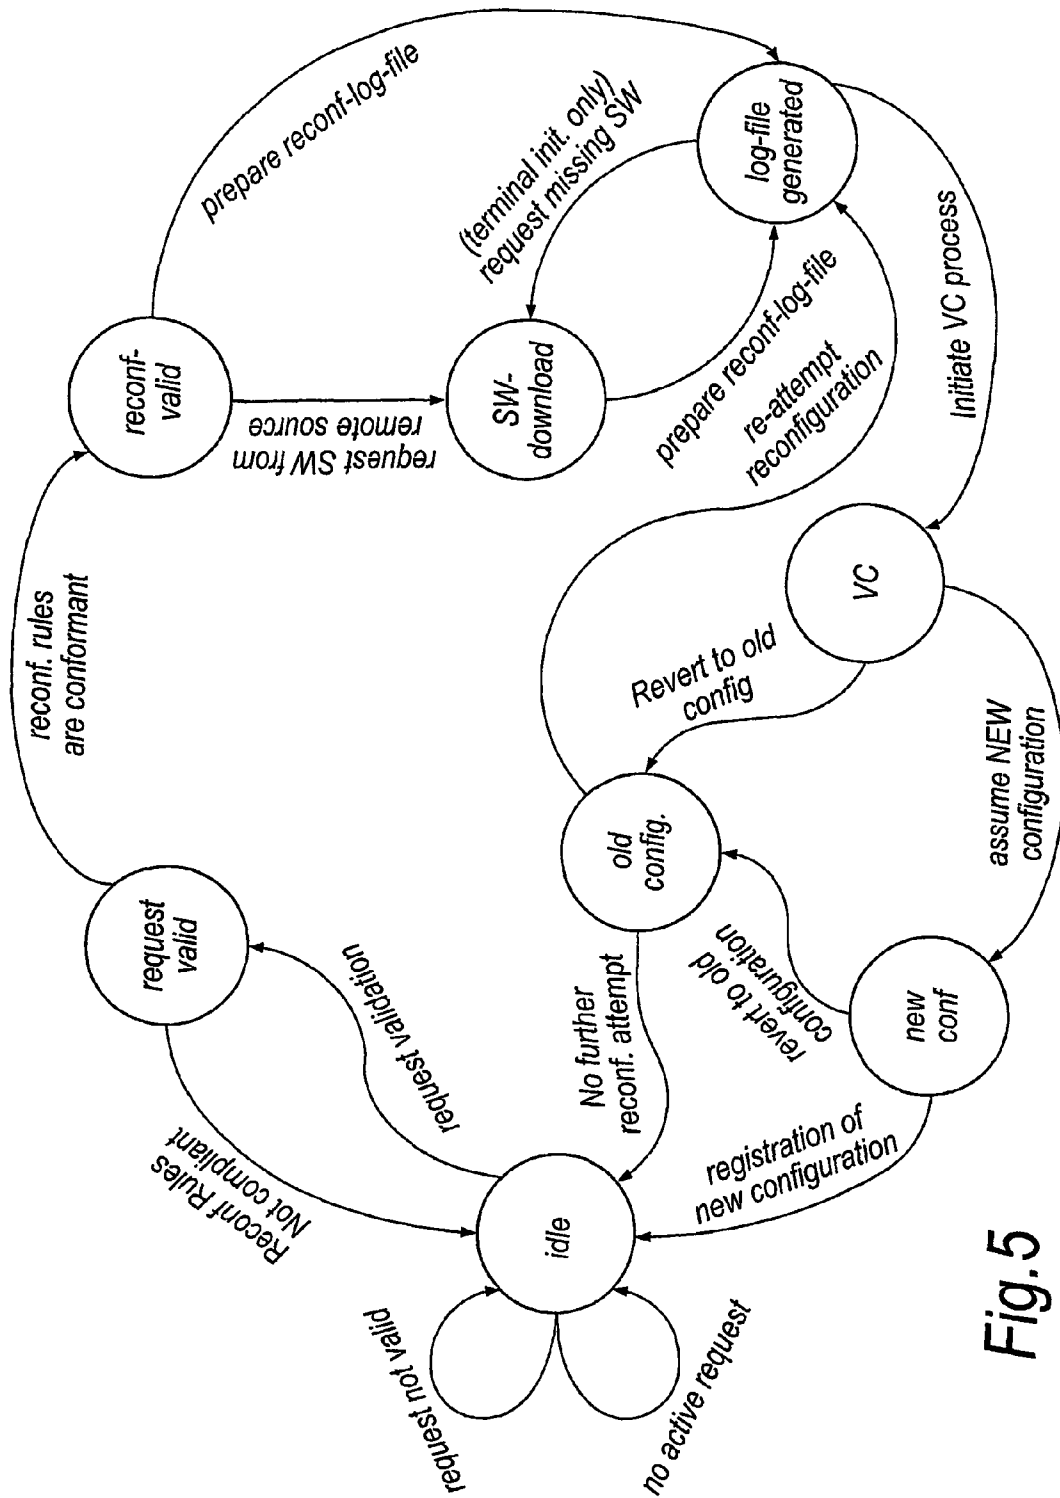 request not valid
no active request
idle
Reconf Rules
Not compliant
request validation
No further
reconf. attempt
registration of
new configuration
request
valid
old
config.
new
conf
revert to old
configuration
reconf. rules
are conformant
Revert to old
config
assume NEW
configuration
VC
reconf-
valid
request SW from
remote source
SW-
download
prepare reconf-log-file
re-attempt
reconfiguration
Initiate VC process
prepare reconf-log-file
(terminal init. only)
request missing SW
log-file
generated
Fig.5